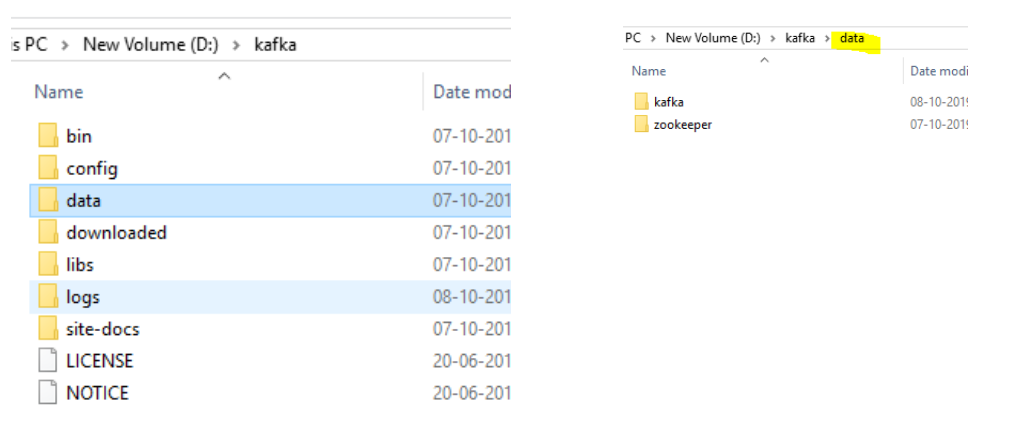 is PC > New Volume (D:) > kafka
Name Date mod
bin 07-10-201
config 07-10-201
data 07-10-201
downloaded 07-10-201
libs 07-10-201
logs 08-10-201
site-docs 07-10-201
LICENSE 20-06-201
NOTICE 20-06-201
PC > New Volume (D:) > kafka > data
Name Date modi
kafka 08-10-2019
zookeeper 07-10-2019